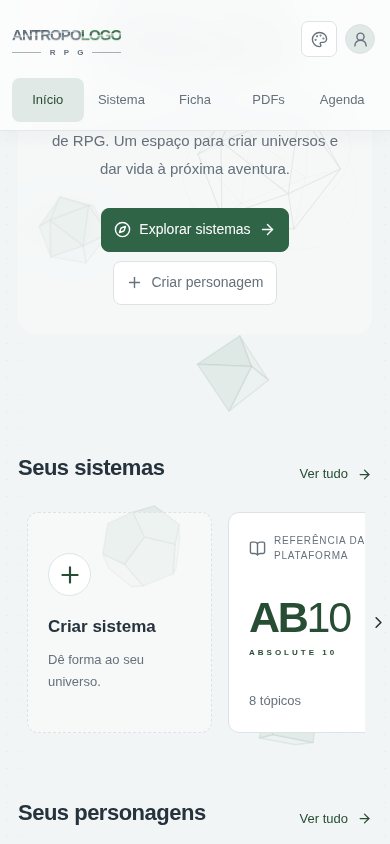 ANTROPOLOGO
RPG
Início
Sistema
Ficha
PDFs
Agenda
de RPG. Um espaço para criar universos e
dar vida à próxima aventura.
Explorar sistemas
Criar personagem
Seus sistemas
Ver tudo
Criar sistema
Dê forma ao seu
universo.
REFERÊNCIA DA
PLATAFORMA
AB10
ABSOLUTE 10
8 tópicos
Seus personagens
Ver tudo